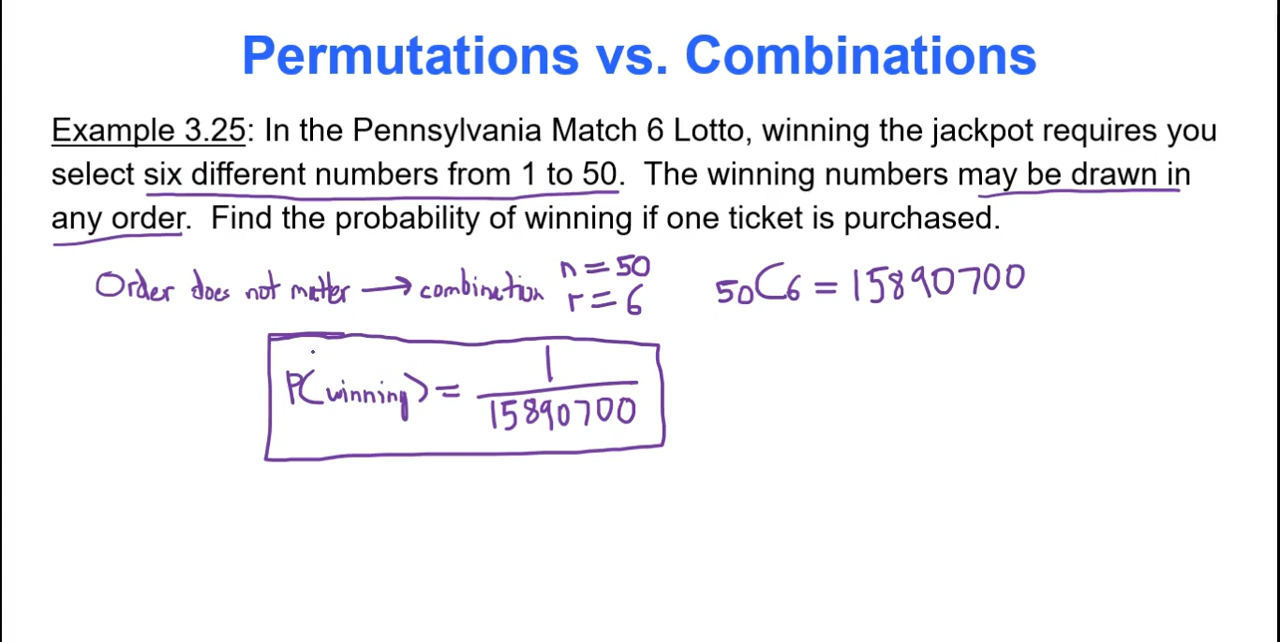 Permutations vs. Combinations
Example 3.25: In the Pennsylvania Match 6 Lotto, winning the jackpot requires you
select six different numbers from 1 to 50. The winning numbers may be drawn in
any order. Find the probability of winning if one ticket is purchased.
Order does not matter → combination n = 50 r = 6 50C6 = 15890700
P(winning) = 1/15890700